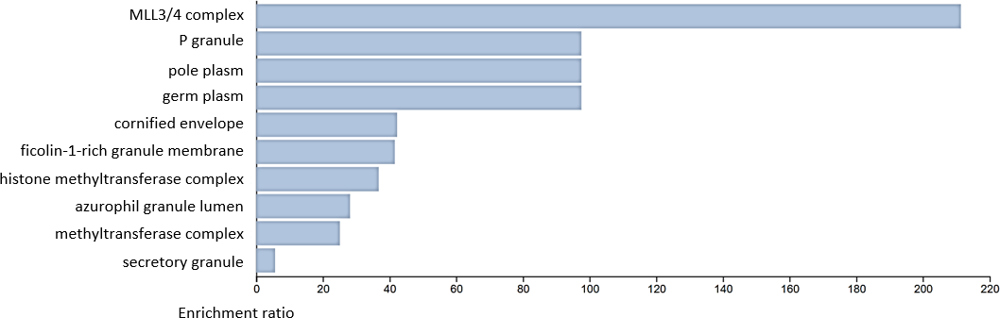 MLL3/4 complex
P granule
pole plasm
germ plasm
cornified envelope
ficolin-1-rich granule membrane
histone methyltransferase complex
azurophil granule lumen
methyltransferase complex
secretory granule
0 20 40 60 80 100 120 140 160 180 200 220
Enrichment ratio